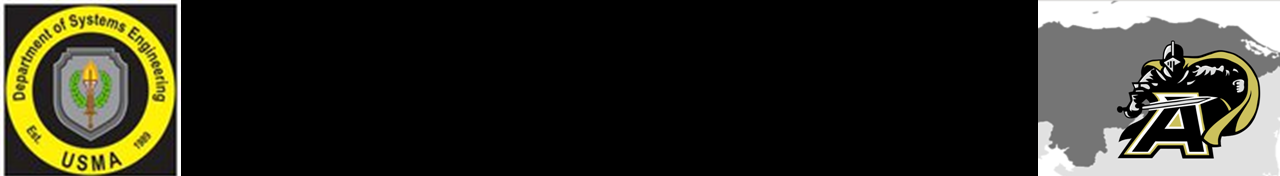 Department of Systems Engineering
Est. 1989
USMA
A